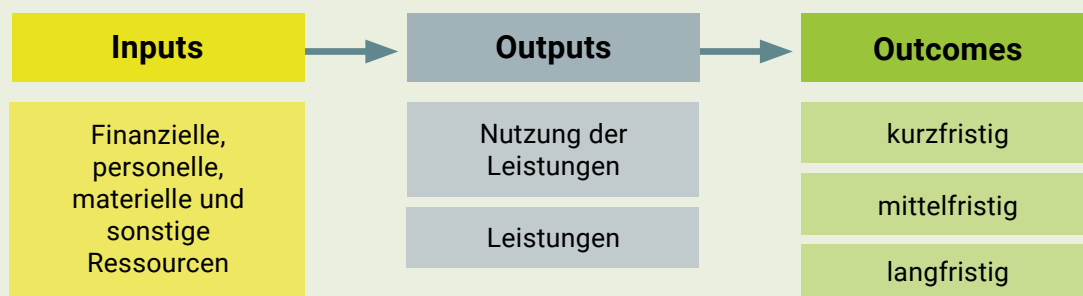 Inputs
Finanzielle,
personelle,
materielle und
sonstige
Ressourcen
Outputs
Nutzung der
Leistungen
Leistungen
Outcomes
kurzfristig
mittelfristig
langfristig